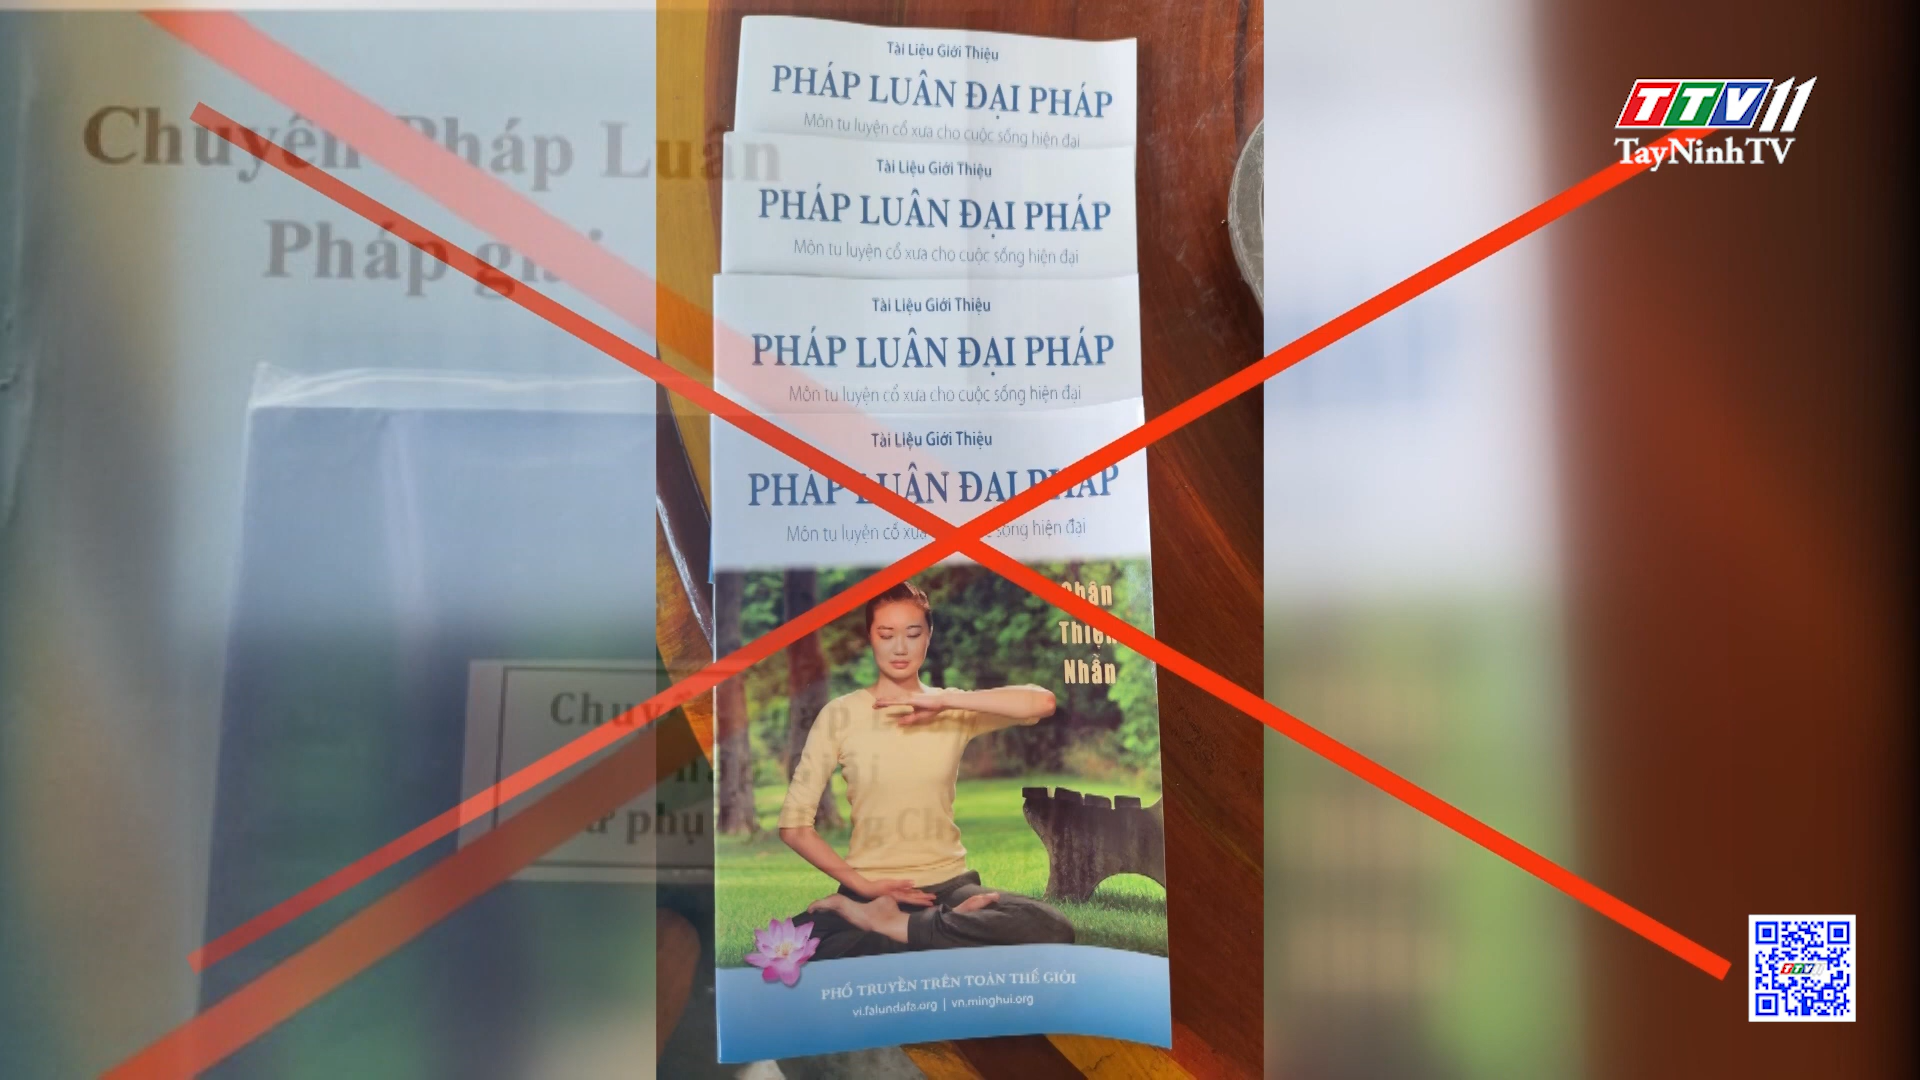 TTV11
TayNinhTV
Chuyển Pháp Luân
Pháp giải
Tài Liệu Giới Thiệu
PHÁP LUÂN ĐẠI PHÁP
Môn tu luyện cổ xưa cho cuộc sống hiện đại
Tài Liệu Giới Thiệu
PHÁP LUÂN ĐẠI PHÁP
Môn tu luyện cổ xưa cho cuộc sống hiện đại
Tài Liệu Giới Thiệu
PHÁP LUÂN ĐẠI PHÁP
Môn tu luyện cổ xưa cho cuộc sống hiện đại
Tài Liệu Giới Thiệu
PHÁP LUÂN ĐẠI PHÁP
Môn tu luyện cổ xưa cho cuộc sống hiện đại
Chân
Thiện
Nhẫn
PHỔ TRUYỀN TRÊN TOÀN THẾ GIỚI
vi.falundafa.org | vn.minghui.org
TTV11